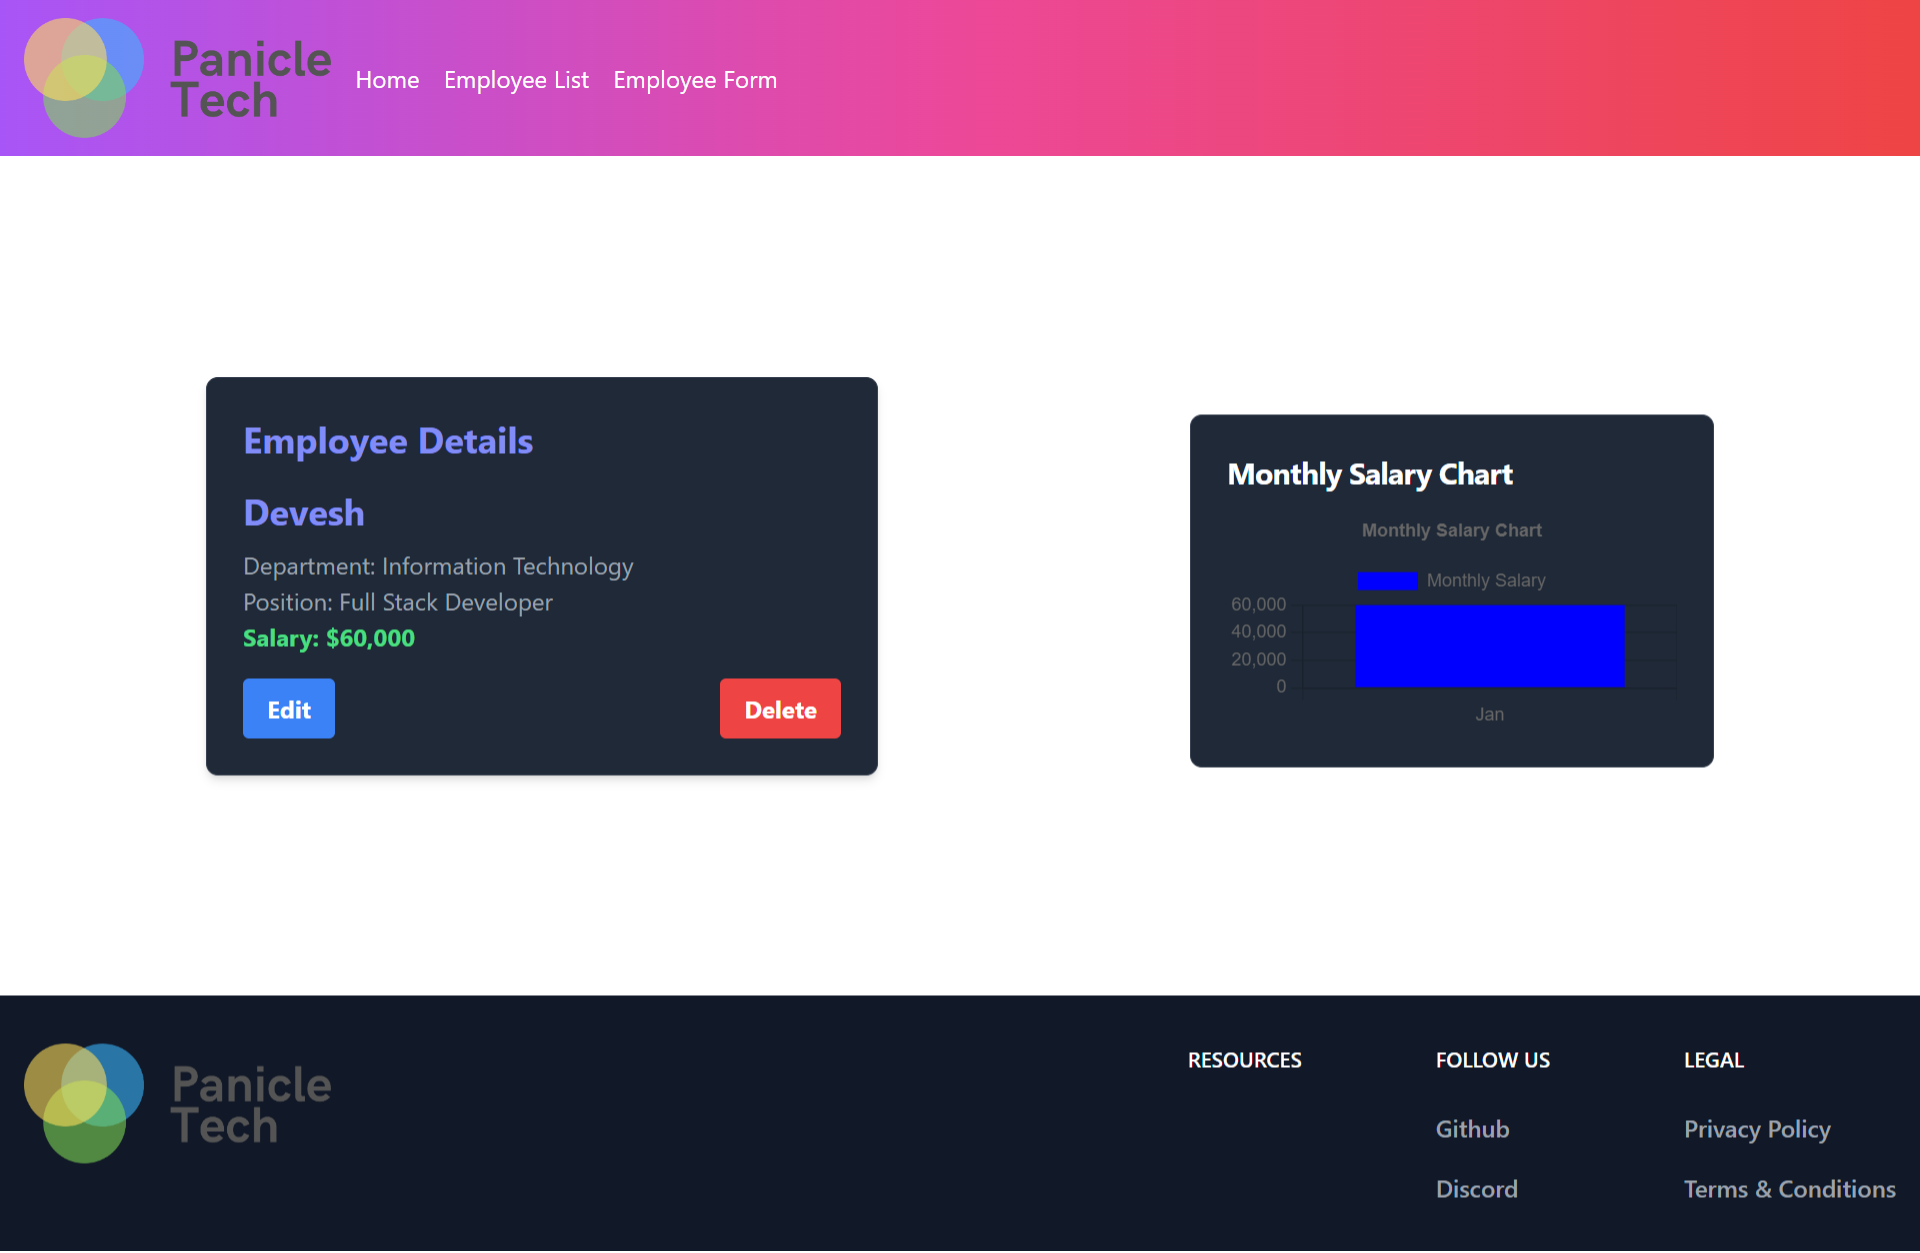 Panicle
Tech
Home Employee List Employee Form
Employee Details
Devesh
Department: Information Technology
Position: Full Stack Developer
Salary: $60,000
Edit Delete
Monthly Salary Chart
Monthly Salary Chart
Monthly Salary
60,000
40,000
20,000
0
Jan
Panicle
Tech
RESOURCES
FOLLOW US
Github
Discord
LEGAL
Privacy Policy
Terms & Conditions